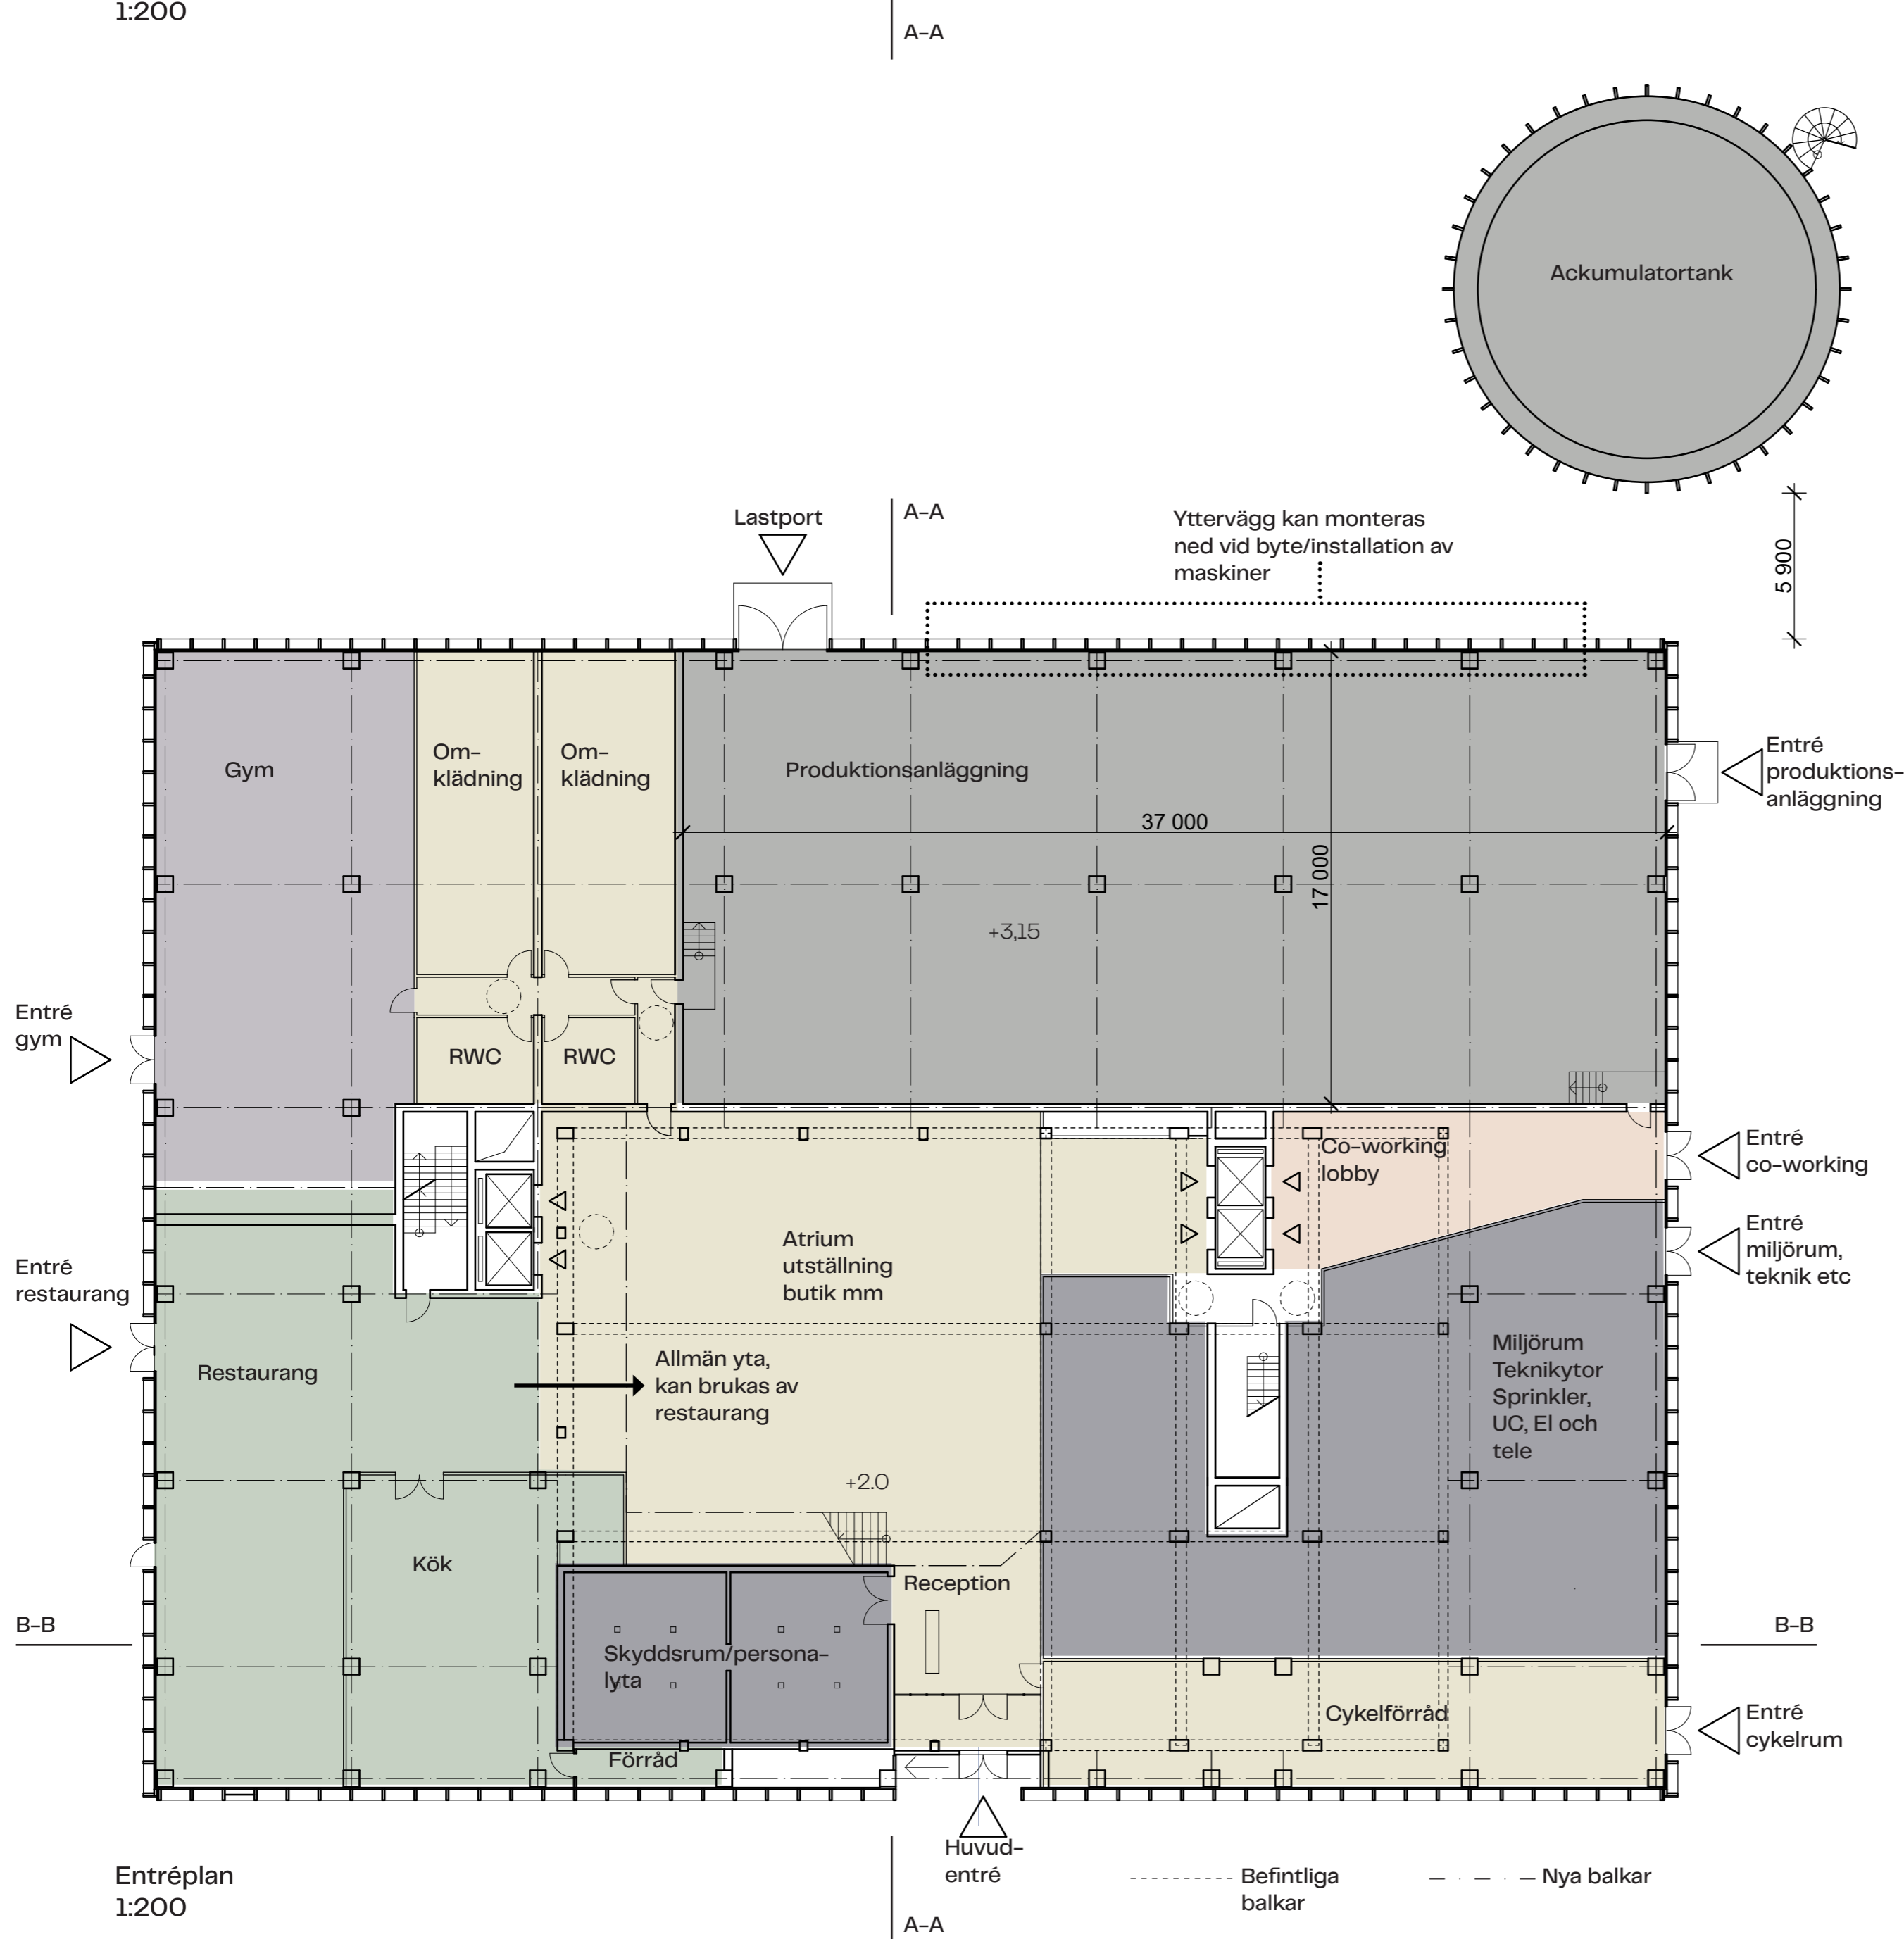 1:200
A-A
Ackumulatortank
Lastport
A-A
Yttervägg kan monteras
ned vid byte/installation av
maskiner
5 900
Gym
Om-
klädning
Om-
klädning
Produktionsanläggning
Entré
produktions-
anläggning
37 000
17 000
+3,15
Entré
gym
RWC
RWC
Co-working
lobby
Entré
co-working
Entré
restaurang
Atrium
utställning
butik mm
Entré
miljörum,
teknik etc
Restaurang
Allmän yta,
kan brukas av
restaurang
Miljörum
Teknikytor
Sprinkler,
UC, El och
tele
+2.0
Kök
Reception
B-B
B-B
Skyddsrum/persona-
lyta
Cykelförråd
Entré
cykelrum
Förråd
Huvud-
entré
Entréplan
1:200
Befintliga
balkar
Nya balkar
A-A